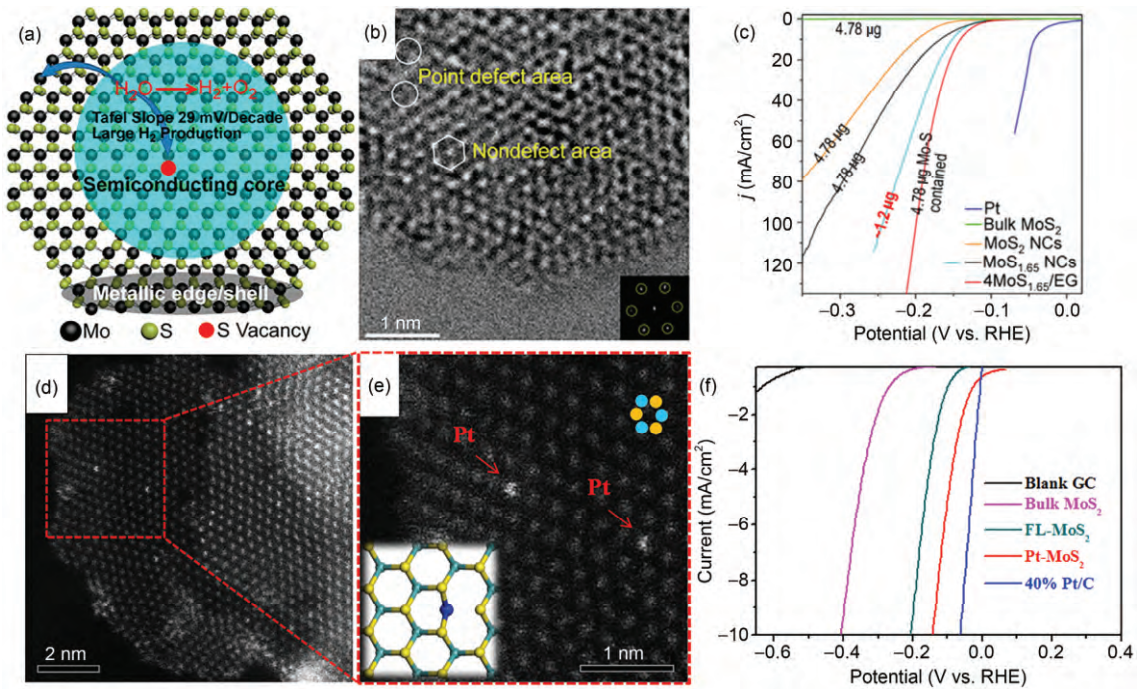 (a)
H₂O → H₂+O₂
Tafel Slope 29 mV/Decade
Large H₂ Production
Semiconducting core
Metallic edge/shell
Mo S S Vacancy
(b)
Point defect area
Nondefect area
1 nm
(c)
0
20
40
60
80
100
120
j (mA/cm²)
4.78 μg
4.78 μg
4.78 μg
~1.2 μg
4.78 μg Mo-S
contained
Pt
Bulk MoS₂
MoS₂ NCs
MoS₁.₆₅ NCs
4MoS₁.₆₅/EG
−0.3 −0.2 −0.1 0
Potential (V vs. RHE)
(d)
2 nm
(e)
Pt
Pt
1 nm
(f)
−2
−4
−6
−8
−10
Current (mA/cm²)
Blank GC
Bulk MoS₂
FL-MoS₂
Pt-MoS₂
40% Pt/C
−0.6 −0.4 −0.2 0.0 0.2 0.4
Potential (V vs. RHE)